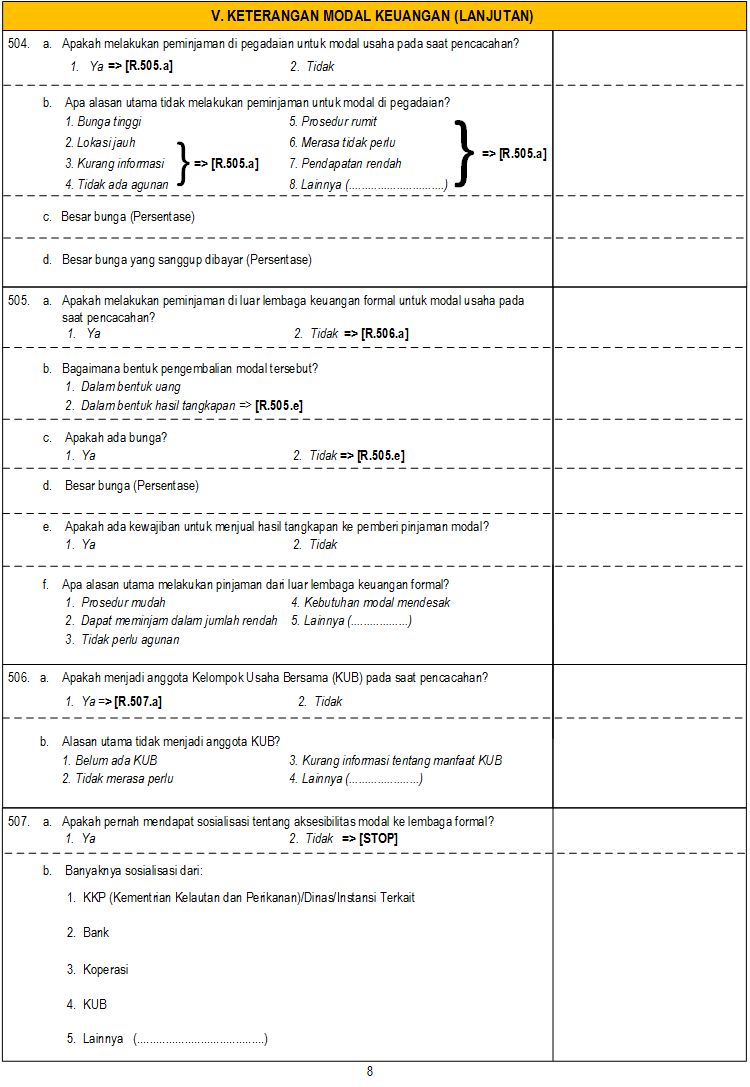 V. KETERANGAN MODAL KEUANGAN (LANJUTAN)
504. a. Apakah melakukan peminjaman di pegadaian untuk modal usaha pada saat pencacahan?
1. Ya => [R.505.a] 2. Tidak
b. Apa alasan utama tidak melakukan peminjaman untuk modal di pegadaian?
1. Bunga tinggi 5. Prosedur rumit
2. Lokasi jauh 6. Merasa tidak perlu
3. Kurang informasi => [R.505.a] 7. Pendapatan rendah => [R.505.a]
4. Tidak ada agunan 8. Lainnya (..............................)
c. Besar bunga (Persentase)
d. Besar bunga yang sanggup dibayar (Persentase)
505. a. Apakah melakukan peminjaman di luar lembaga keuangan formal untuk modal usaha pada
saat pencacahan?
1. Ya 2. Tidak => [R.506.a]
b. Bagaimana bentuk pengembalian modal tersebut?
1. Dalam bentuk uang
2. Dalam bentuk hasil tangkapan => [R.505.e]
c. Apakah ada bunga?
1. Ya 2. Tidak => [R.505.e]
d. Besar bunga (Persentase)
e. Apakah ada kewajiban untuk menjual hasil tangkapan ke pemberi pinjaman modal?
1. Ya 2. Tidak
f. Apa alasan utama melakukan pinjaman dari luar lembaga keuangan formal?
1. Prosedur mudah 4. Kebutuhan modal mendesak
2. Dapat meminjam dalam jumlah rendah 5. Lainnya (..................)
3. Tidak perlu agunan
506. a. Apakah menjadi anggota Kelompok Usaha Bersama (KUB) pada saat pencacahan?
1. Ya => [R.507.a] 2. Tidak
b. Alasan utama tidak menjadi anggota KUB?
1. Belum ada KUB 3. Kurang informasi tentang manfaat KUB
2. Tidak merasa perlu 4. Lainnya (......................)
507. a. Apakah pernah mendapat sosialisasi tentang aksesibilitas modal ke lembaga formal?
1. Ya 2. Tidak => [STOP]
b. Banyaknya sosialisasi dari:
1. KKP (Kementrian Kelautan dan Perikanan)/Dinas/Instansi Terkait
2. Bank
3. Koperasi
4. KUB
5. Lainnya (.........................................)
8